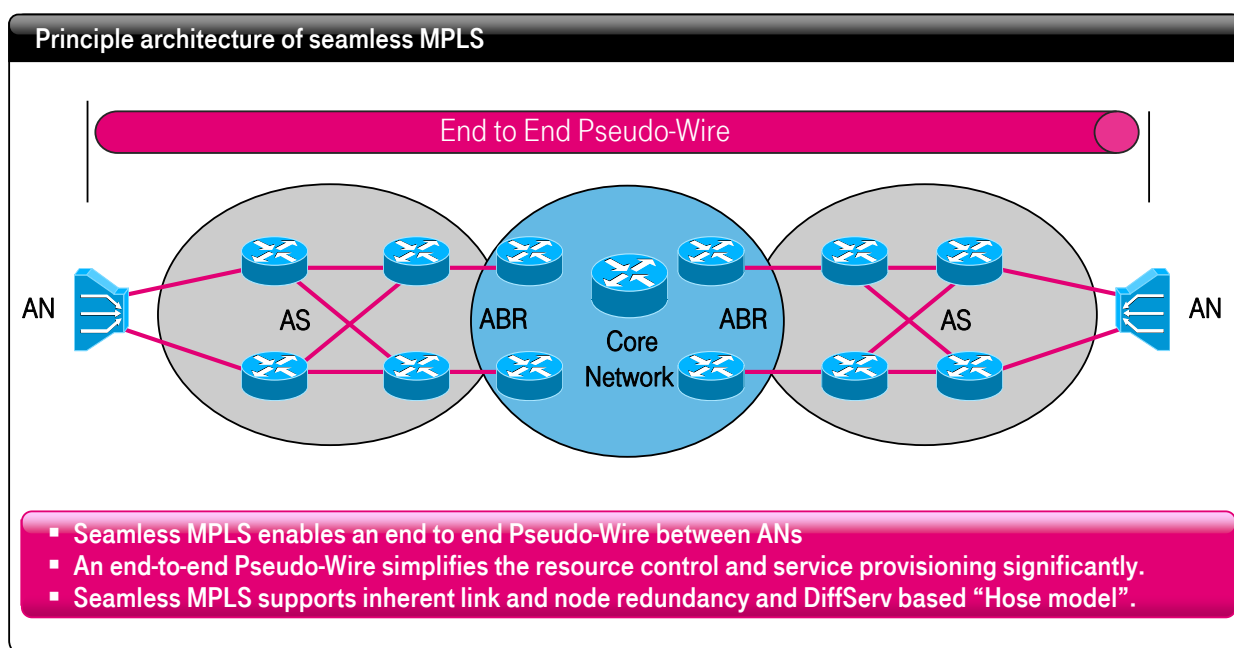 Principle architecture of seamless MPLS
End to End Pseudo-Wire
AN
AS
ABR
Core
Network
ABR
AS
AN
▪ Seamless MPLS enables an end to end Pseudo-Wire between ANs
▪ An end-to-end Pseudo-Wire simplifies the resource control and service provisioning significantly.
▪ Seamless MPLS supports inherent link and node redundancy and DiffServ based “Hose model”.